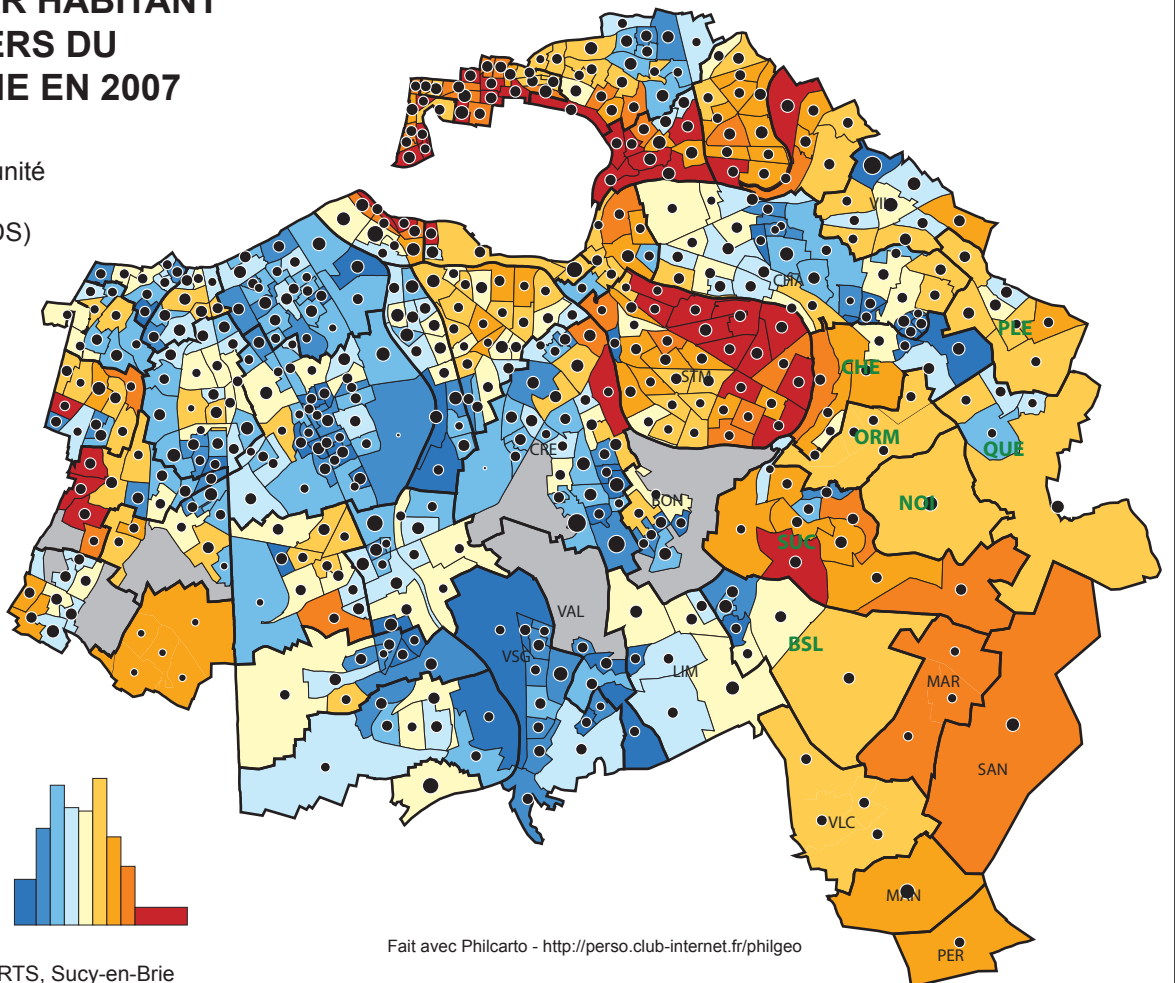 R HABITANT
ERS DU
IE EN 2007
unité
OS)
VIL
CHA
PLE
CHE
STM
ORM
QUE
CRE
BON
NOI
SUC
VAL
BSL
VSG
LIM
MAR
SAN
VLC
MAN
PER
Fait avec Philcarto - http://perso.club-internet.fr/philgeo
RTS, Sucy-en-Brie